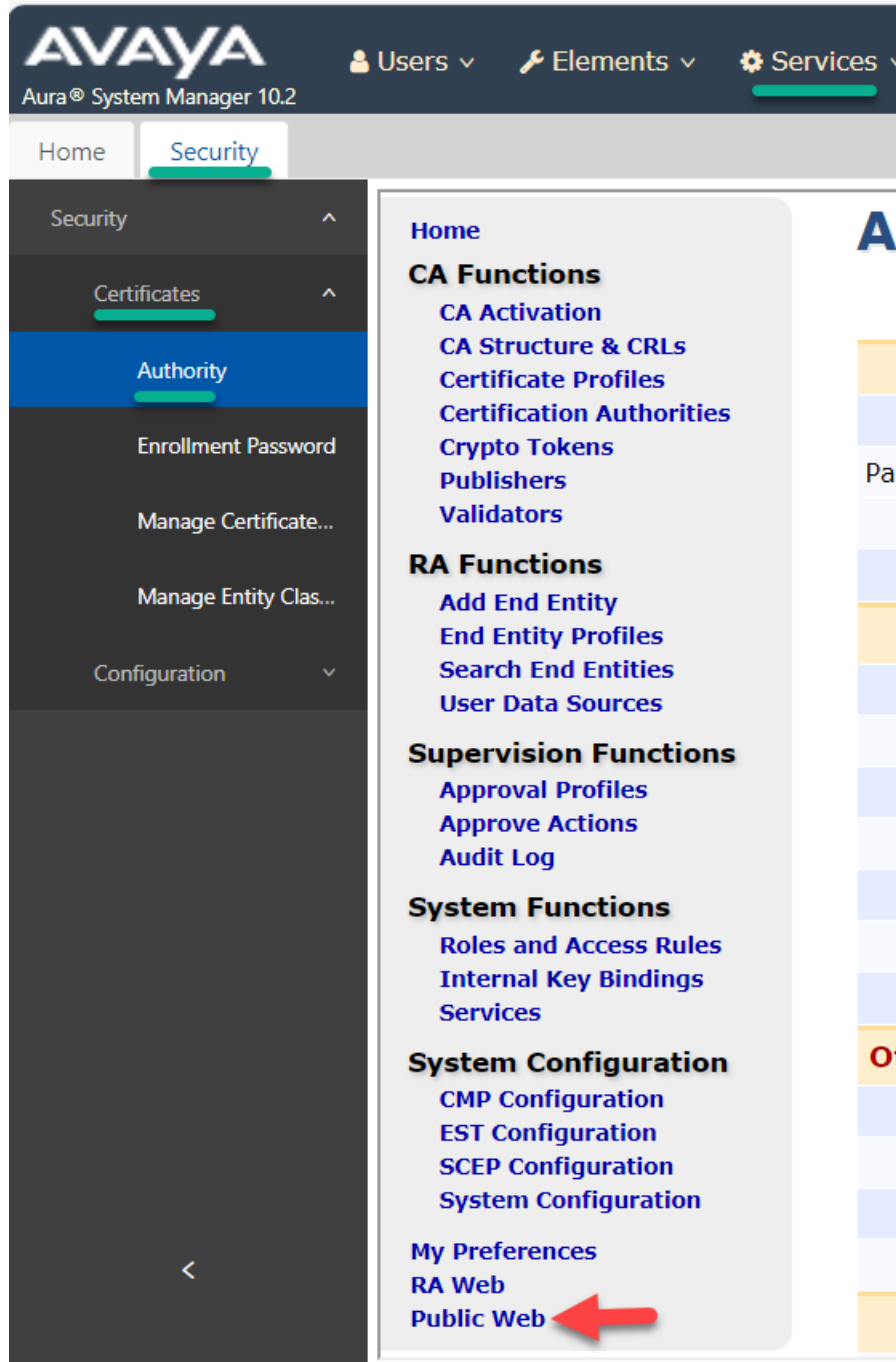 AVAYA
Aura® System Manager 10.2
Users
Elements
Services
Home
Security
Security
Certificates
Authority
Enrollment Password
Manage Certificate...
Manage Entity Clas...
Configuration
Home
CA Functions
CA Activation
CA Structure & CRLs
Certificate Profiles
Certification Authorities
Crypto Tokens
Publishers
Validators
RA Functions
Add End Entity
End Entity Profiles
Search End Entities
User Data Sources
Supervision Functions
Approval Profiles
Approve Actions
Audit Log
System Functions
Roles and Access Rules
Internal Key Bindings
Services
System Configuration
CMP Configuration
EST Configuration
SCEP Configuration
System Configuration
My Preferences
RA Web
Public Web
A
Pa